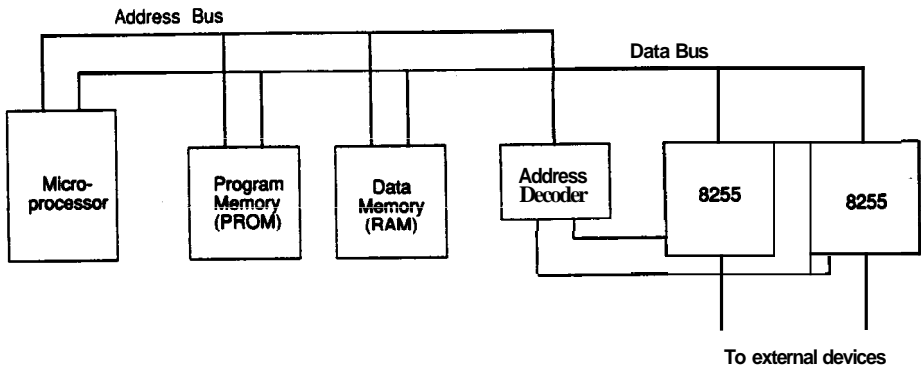 Address Bus
Data Bus
Micro-
processor
Program
Memory
(PROM)
Data
Memory
(RAM)
Address
Decoder
8255
8255
To external devices